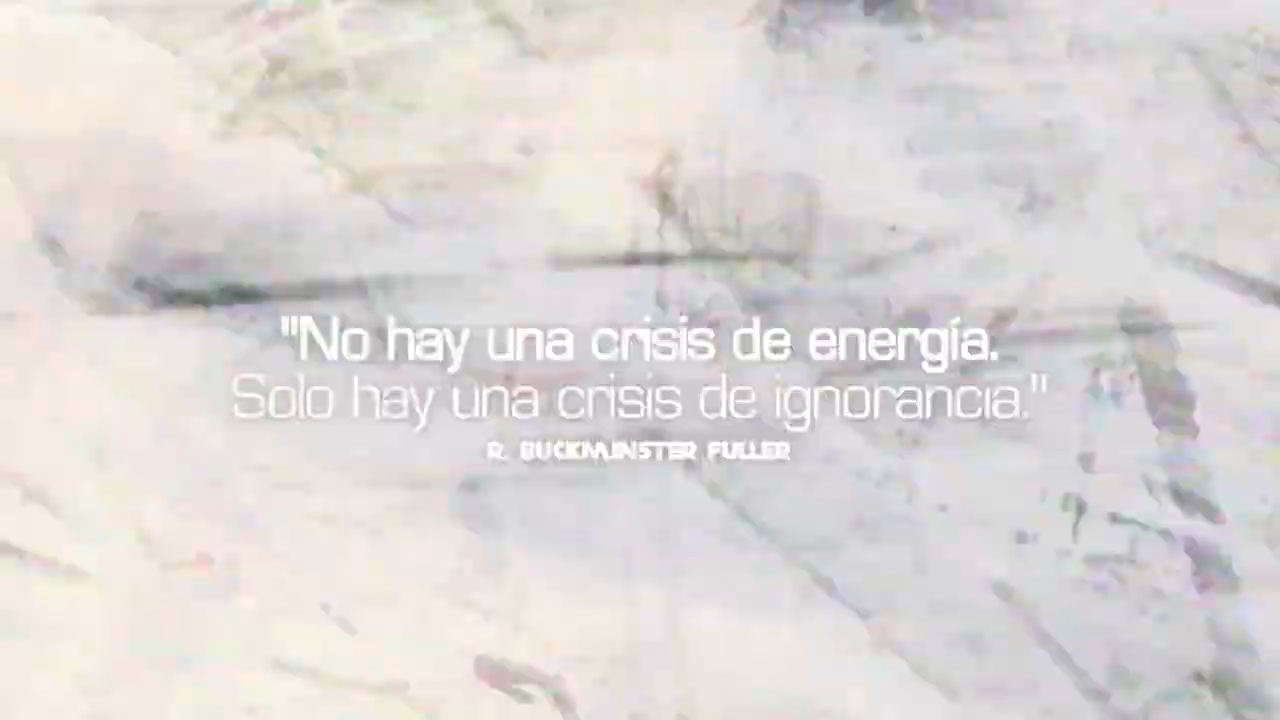 "No hay una crisis de energía.
Solo hay una crisis de ignorancia."
R. BUCKMINSTER FULLER